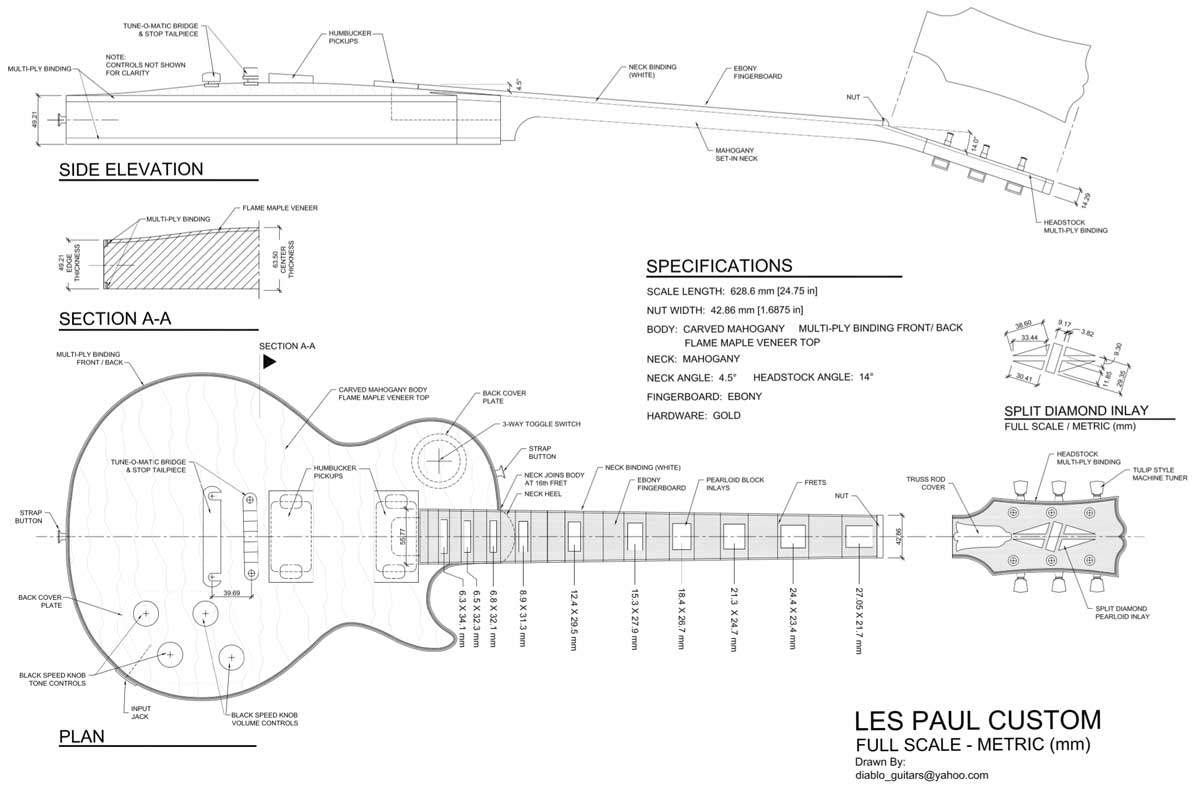 TUNE-O-MATIC BRIDGE
& STOP TAILPIECE
HUMBUCKER
PICKUPS
NOTE:
CONTROLS NOT SHOWN
FOR CLARITY
MULTI-PLY BINDING
49.21
4.5°
NECK BINDING
(WHITE)
EBONY
FINGERBOARD
NUT
MAHOGANY
SET-IN NECK
14.0°
14.29
HEADSTOCK
MULTI-PLY BINDING
SIDE ELEVATION
FLAME MAPLE VENEER
MULTI-PLY BINDING
49.21
EDGE
THICKNESS
63.50
CENTER
THICKNESS
SECTION A-A
SPECIFICATIONS
SCALE LENGTH: 628.6 mm [24.75 in]
NUT WIDTH: 42.86 mm [1.6875 in]
BODY: CARVED MAHOGANY MULTI-PLY BINDING FRONT/ BACK
FLAME MAPLE VENEER TOP
NECK: MAHOGANY
NECK ANGLE: 4.5° HEADSTOCK ANGLE: 14°
FINGERBOARD: EBONY
HARDWARE: GOLD
38.60
33.44
30.41
9.17
3.82
9.30
11.85
29.35
SPLIT DIAMOND INLAY
FULL SCALE / METRIC (mm)
SECTION A-A
MULTI-PLY BINDING
FRONT / BACK
CARVED MAHOGANY BODY
FLAME MAPLE VENEER TOP
BACK COVER
PLATE
3-WAY TOGGLE SWITCH
STRAP
BUTTON
TUNE-O-MATIC BRIDGE
& STOP TAILPIECE
HUMBUCKER
PICKUPS
NECK JOINS BODY
AT 16th FRET
NECK HEEL
NECK BINDING (WHITE)
EBONY
FINGERBOARD
PEARLOID BLOCK
INLAYS
FRETS
NUT
TRUSS ROD
COVER
HEADSTOCK
MULTI-PLY BINDING
TULIP STYLE
MACHINE TUNER
STRAP
BUTTON
55.77
42.86
39.69
6.3 X 34.1 mm
6.5 X 32.3 mm
6.8 X 32.1 mm
8.9 X 31.3 mm
12.4 X 29.5 mm
15.3 X 27.9 mm
18.4 X 26.7 mm
21.3 X 24.7 mm
24.4 X 23.4 mm
27.05 X 21.7 mm
SPLIT DIAMOND
PEARLOID INLAY
BACK COVER
PLATE
BLACK SPEED KNOB
TONE CONTROLS
INPUT
JACK
BLACK SPEED KNOB
VOLUME CONTROLS
PLAN
LES PAUL CUSTOM
FULL SCALE - METRIC (mm)
Drawn By:
diablo_guitars@yahoo.com